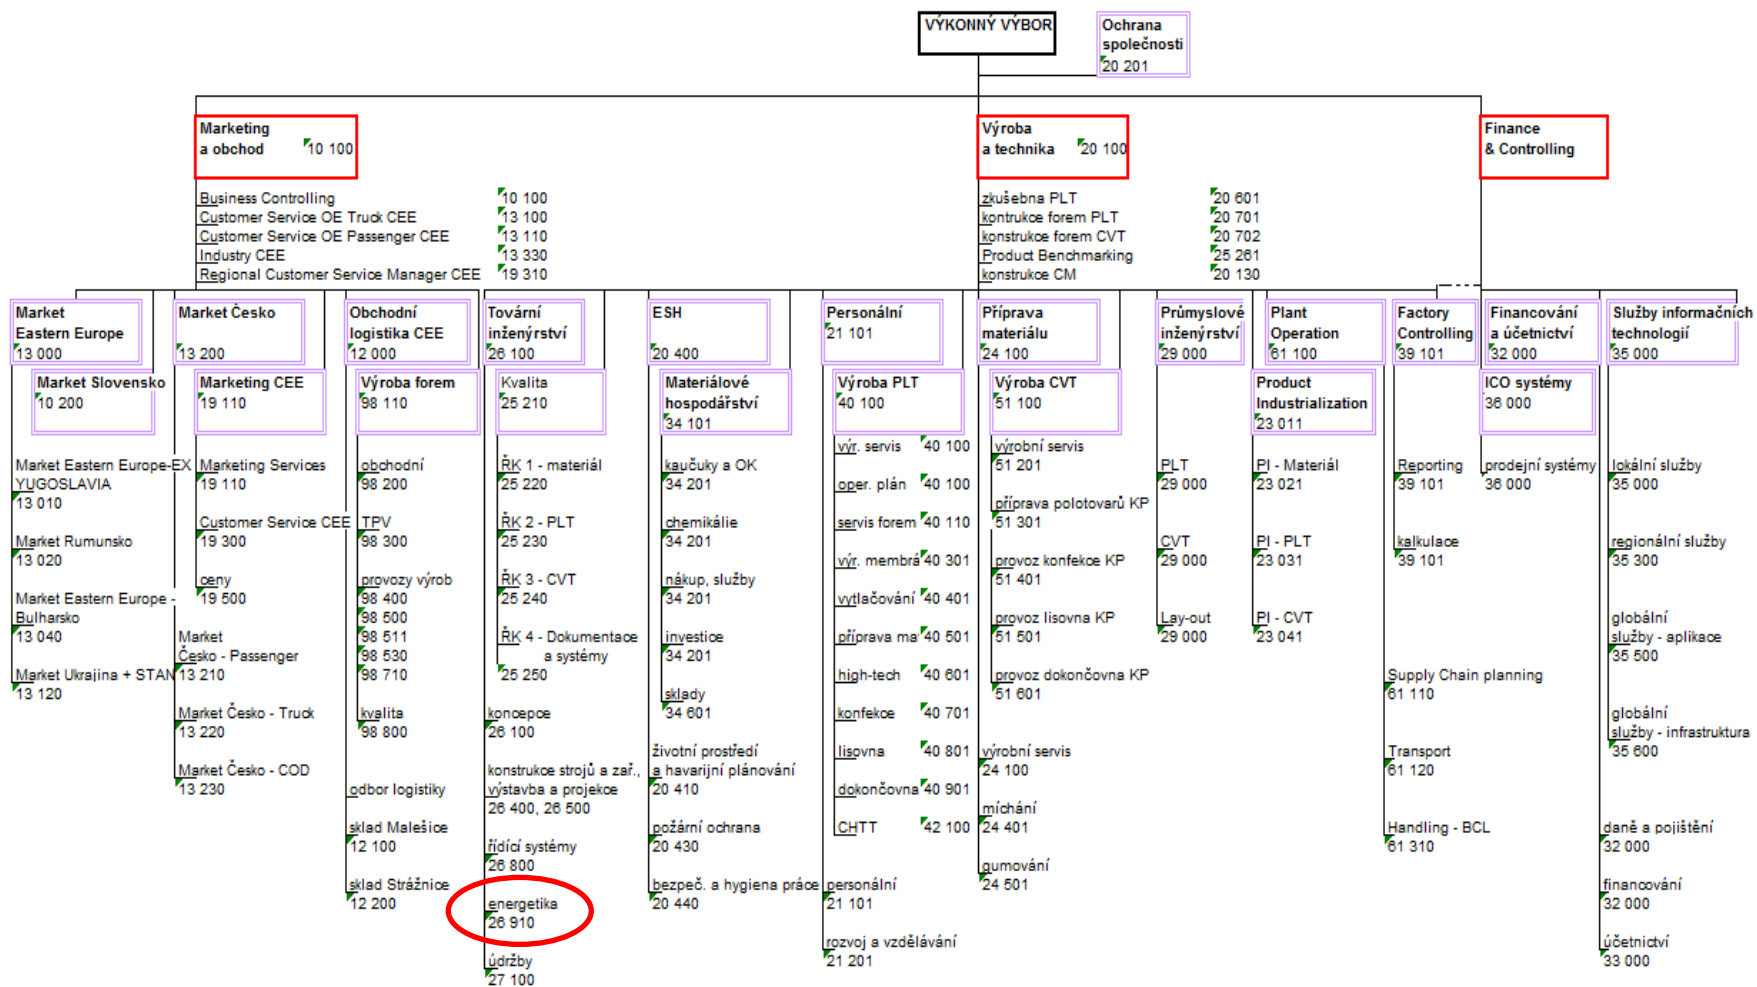 VÝKONNÝ VÝBOR
Ochrana
společnosti
20 201
Marketing
a obchod 10 100
Výroba
a technika 20 100
Finance
& Controlling
Business Controlling 10 100
Customer Service OE Truck CEE 13 100
Customer Service OE Passenger CEE 13 110
Industry CEE 13 330
Regional Customer Service Manager CEE 19 310
zkušebna PLT 20 601
kontrukce forem PLT 20 701
konstrukce forem CVT 20 702
Product Benchmarking 25 261
konstrukce CM 20 130
Market
Eastern Europe
13 000
Market Česko
13 200
Obchodní
logistika CEE
12 000
Tovární
inženýrství
26 100
ESH
20 400
Personální
21 101
Příprava
materiálu
24 100
Průmyslové
inženýrství
29 000
Plant
Operation
61 100
Factory
Controlling
39 101
Financování
a účetnictví
32 000
Služby informačních
technologií
35 000
Market Slovensko
10 200
Marketing CEE
19 110
Výroba forem
98 110
Kvalita
25 210
Materiálové
hospodářství
34 101
Výroba PLT
40 100
Výroba CVT
51 100
Product
Industrialization
23 011
ICO systémy
36 000
Market Eastern Europe-EX
YUGOSLAVIA
13 010
Market Rumunsko
13 020
Market Eastern Europe -
Bulharsko
13 040
Market Ukrajina + STAN
13 120
Marketing Services
19 110
Customer Service CEE
19 300
ceny
19 500
Market
Česko - Passenger
13 210
Market Česko - Truck
13 220
Market Česko - COD
13 230
obchodní
98 200
TPV
98 300
provozy výrob
98 400
98 500
98 511
98 530
98 710
kvalita
98 800
odbor logistiky
sklad Malešice
12 100
sklad Strážnice
12 200
ŘK 1 - materiál
25 220
ŘK 2 - PLT
25 230
ŘK 3 - CVT
25 240
ŘK 4 - Dokumentace
a systémy
25 250
koncepce
26 100
konstrukce strojů a zař.,
výstavba a projekce
26 400, 26 500
řídící systémy
26 800
energetika
26 910
údržby
27 100
kaučuky a OK
34 201
chemikálie
34 201
nákup, služby
34 201
investice
34 201
sklady
34 601
životní prostředí
a havarijní plánování
20 410
požární ochrana
20 430
bezpeč. a hygiena práce
20 440
výr. servis 40 100
oper. plán 40 100
servis forem 40 110
výr. membrá 40 301
vytlačování 40 401
příprava ma 40 501
high-tech 40 601
konfekce 40 701
lisovna 40 801
dokončovna 40 901
CHTT 42 100
personální
21 101
rozvoj a vzdělávání
21 201
výrobní servis
51 201
příprava polotovarů KP
51 301
provoz konfekce KP
51 401
provoz lisovna KP
51 501
provoz dokončovna KP
51 601
výrobní servis
24 100
míchání
24 401
gumování
24 501
PLT
29 000
CVT
29 000
Lay-out
29 000
PI - Materiál
23 021
PI - PLT
23 031
PI - CVT
23 041
Reporting
39 101
kalkulace
39 101
Supply Chain planning
61 110
Transport
61 120
Handling - BCL
61 310
prodejní systémy
36 000
lokální služby
35 000
regionální služby
35 300
globální
služby - aplikace
35 500
globální
služby - infrastruktura
35 600
daně a pojištění
32 000
financování
32 000
účetnictví
33 000